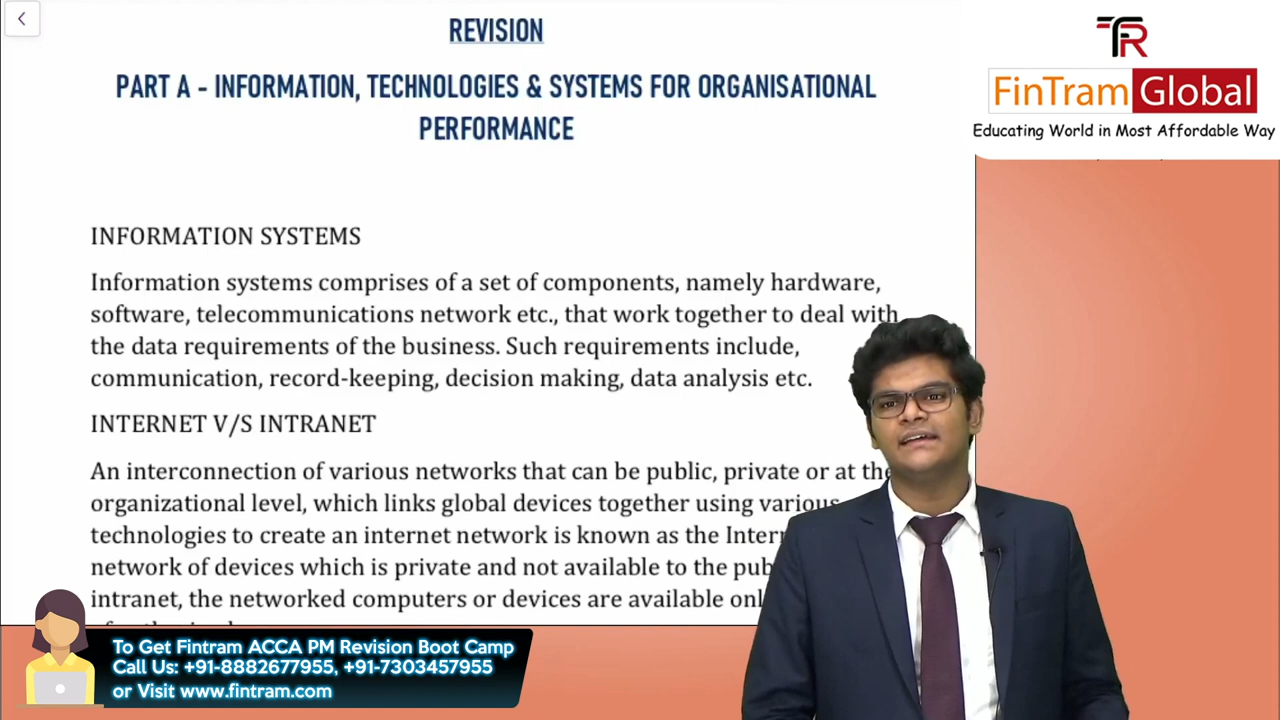 REVISION
PART A - INFORMATION, TECHNOLOGIES & SYSTEMS FOR ORGANISATIONAL
PERFORMANCE
INFORMATION SYSTEMS
Information systems comprises of a set of components, namely hardware,
software, telecommunications network etc., that work together to deal with
the data requirements of the business. Such requirements include,
communication, record-keeping, decision making, data analysis etc.
INTERNET V/S INTRANET
An interconnection of various networks that can be public, private or at the
organizational level, which links global devices together using various
technologies to create an internet network is known as the
network of devices which is private and not available to the
intranet, the networked computers or devices are available
TR
FinTram Global
Educating World in Most Affordable Way
To Get Fintram ACCA PM Revision Boot Camp
Call Us: +91-8882677955, +91-7303457955
or Visit www.fintram.com